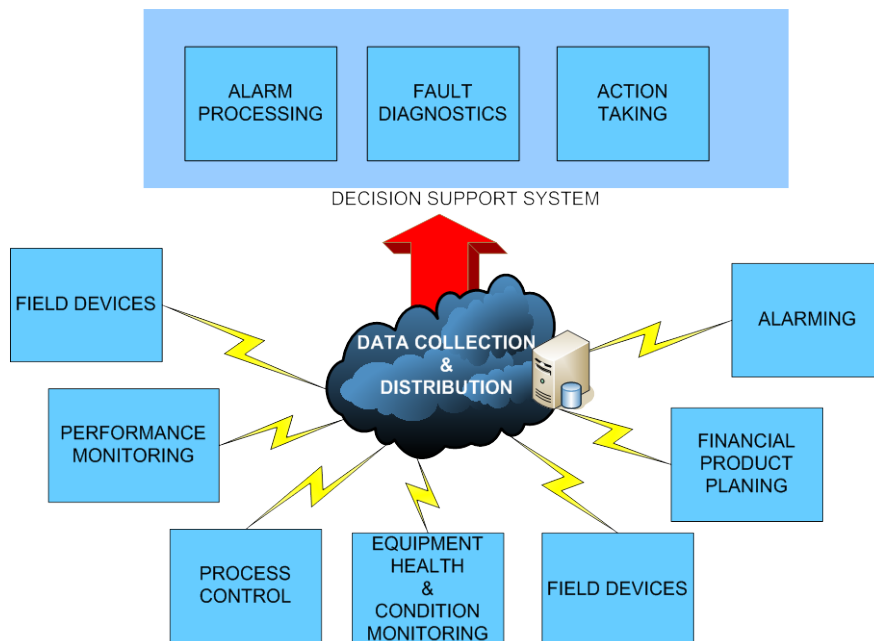 ALARM
PROCESSING
FAULT
DIAGNOSTICS
ACTION
TAKING
DECISION SUPPORT SYSTEM
FIELD DEVICES
DATA COLLECTION
&
DISTRIBUTION
ALARMING
PERFORMANCE
MONITORING
FINANCIAL
PRODUCT
PLANING
PROCESS
CONTROL
EQUIPMENT
HEALTH
&
CONDITION
MONITORING
FIELD DEVICES